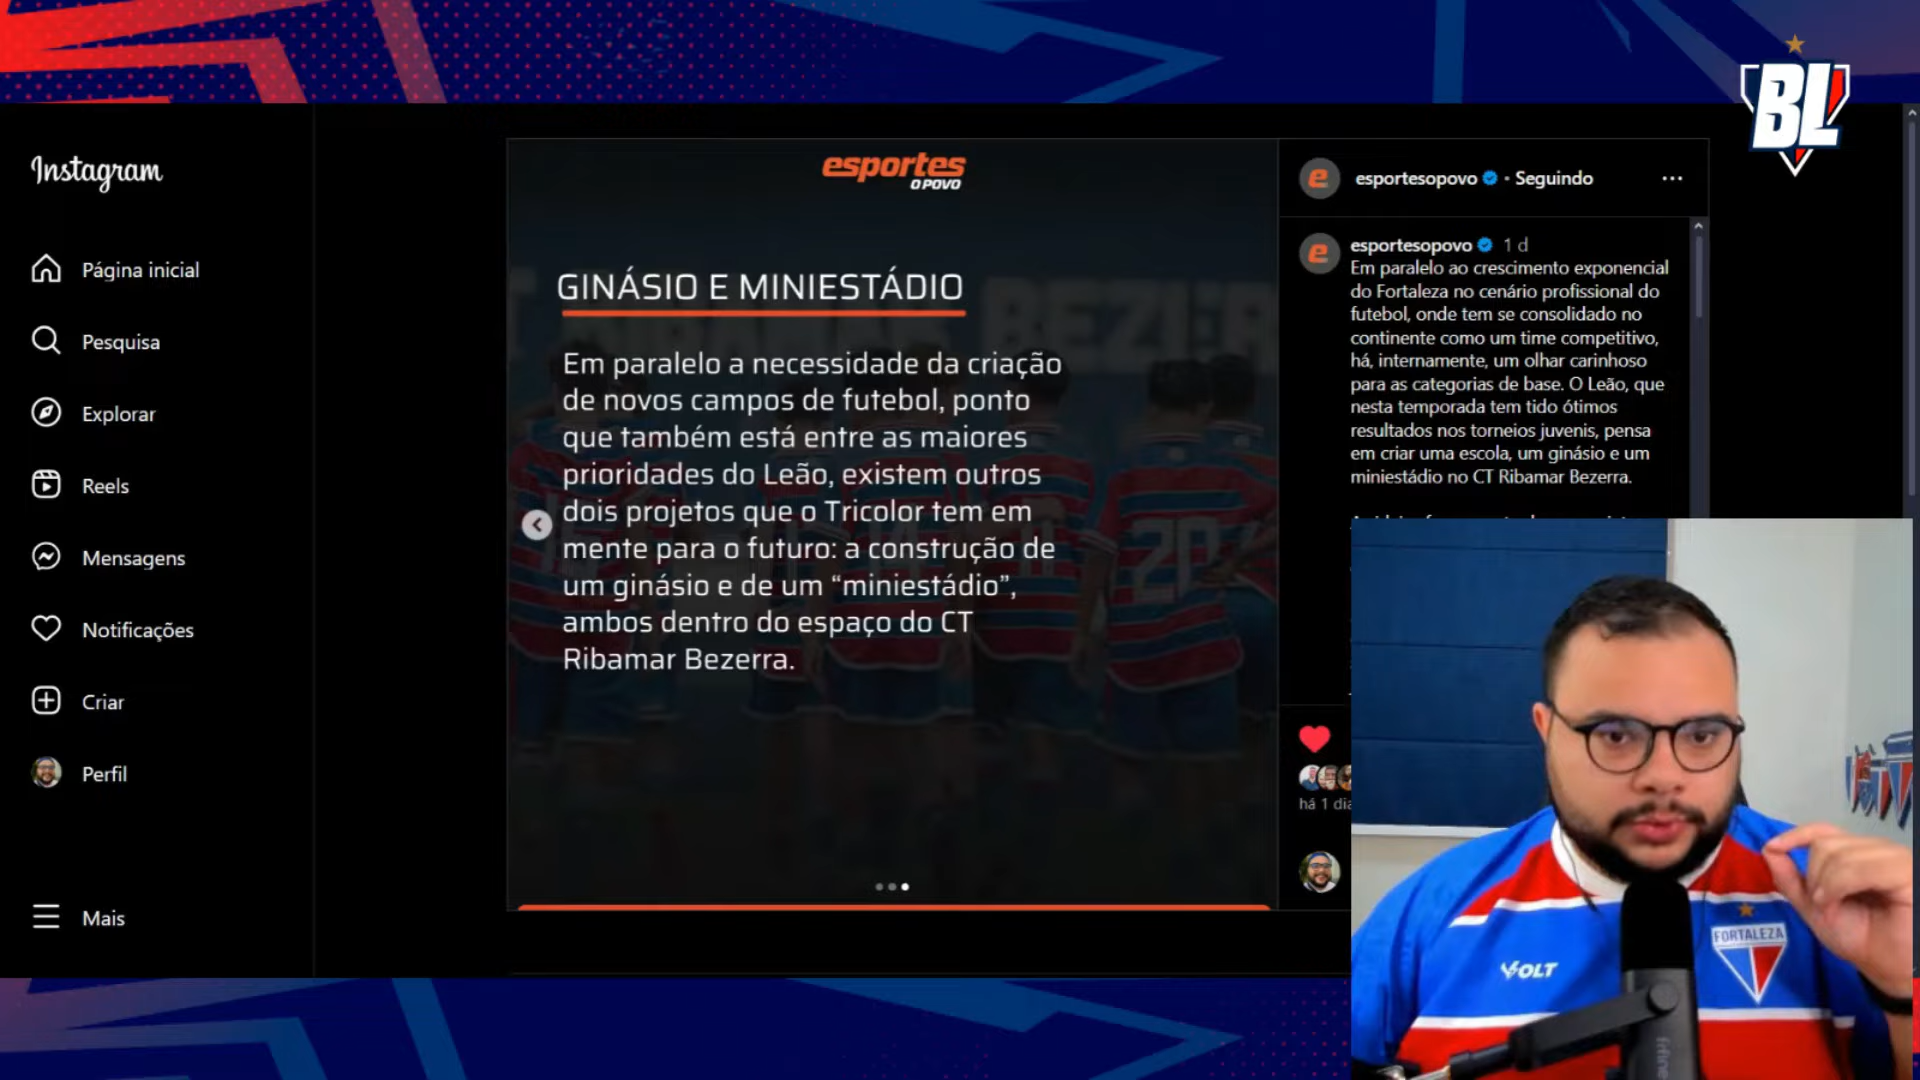 BL
Instagram
Página inicial
Pesquisa
Explorar
Reels
Mensagens
Notificações
Criar
Perfil
Mais
esportes
O POVO
GINÁSIO E MINIESTÁDIO
Em paralelo a necessidade da criação
de novos campos de futebol, ponto
que também está entre as maiores
prioridades do Leão, existem outros
dois projetos que o Tricolor tem em
mente para o futuro: a construção de
um ginásio e de um “miniestádio”,
ambos dentro do espaço do CT
Ribamar Bezerra.
RIBAMAR BEZER
20
esportesopovo • Seguindo
esportesopovo 1 d
Em paralelo ao crescimento exponencial
do Fortaleza no cenário profissional do
futebol, onde tem se consolidado no
continente como um time competitivo,
há, internamente, um olhar carinhoso
para as categorias de base. O Leão, que
nesta temporada tem tido ótimos
resultados nos torneios juvenis, pensa
em criar uma escola, um ginásio e um
miniestádio no CT Ribamar Bezerra.
há 1 dia
VOLT
FORTALEZA